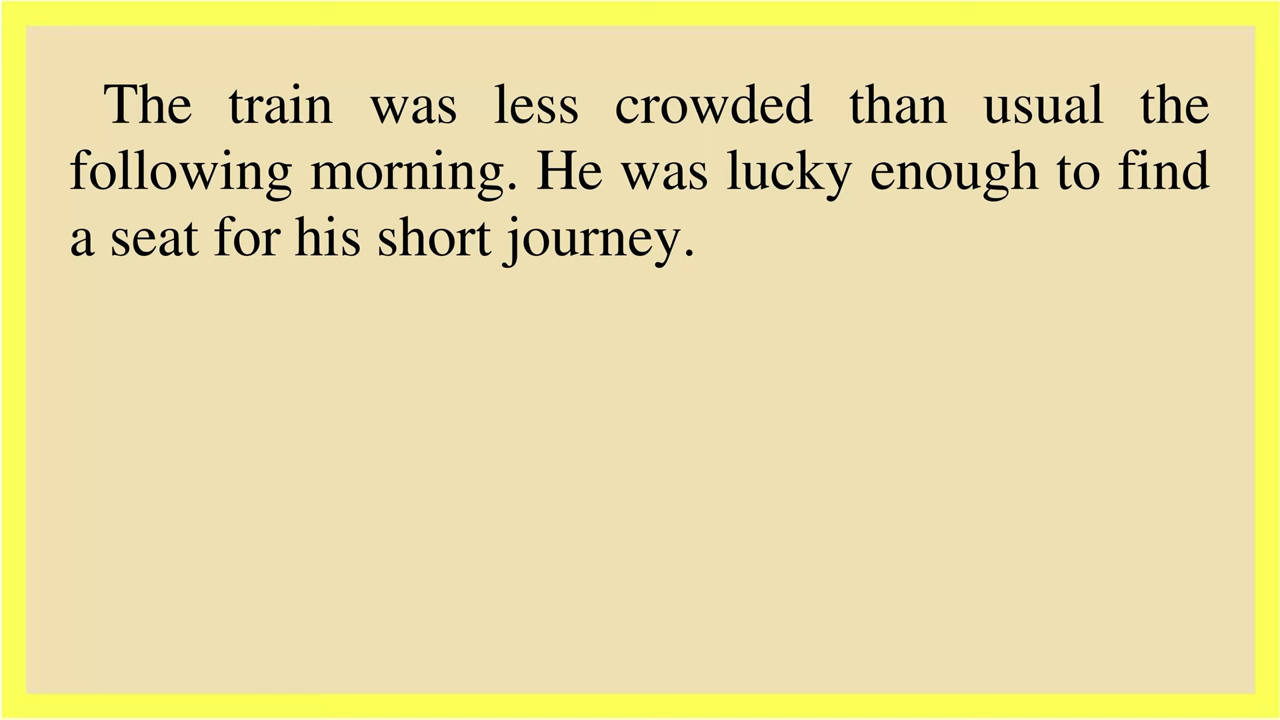 The train was less crowded than usual the
following morning. He was lucky enough to find
a seat for his short journey.